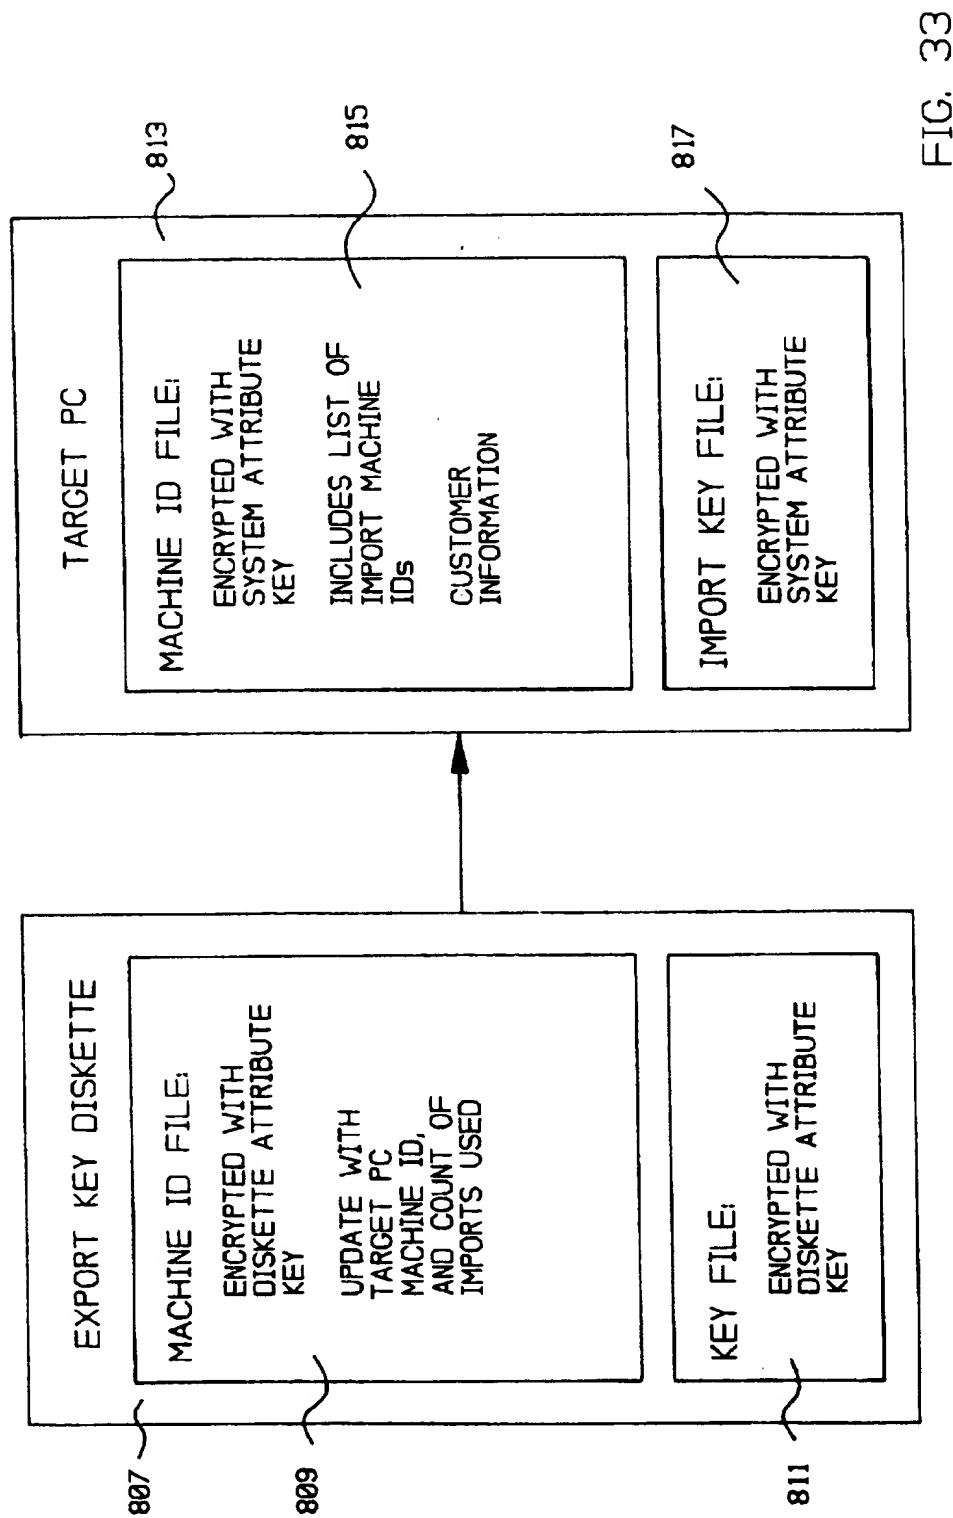 EXPORT KEY DISKETTE
MACHINE ID FILE:
ENCRYPTED WITH
DISKETTE ATTRIBUTE
KEY
UPDATE WITH
TARGET PC
MACHINE ID,
AND COUNT OF
IMPORTS USED
KEY FILE:
ENCRYPTED WITH
DISKETTE ATTRIBUTE
KEY
807
809
811
TARGET PC
MACHINE ID FILE:
ENCRYPTED WITH
SYSTEM ATTRIBUTE
KEY
INCLUDES LIST OF
IMPORT MACHINE
IDs
CUSTOMER
INFORMATION
IMPORT KEY FILE:
ENCRYPTED WITH
SYSTEM ATTRIBUTE
KEY
813
815
817
FIG. 33